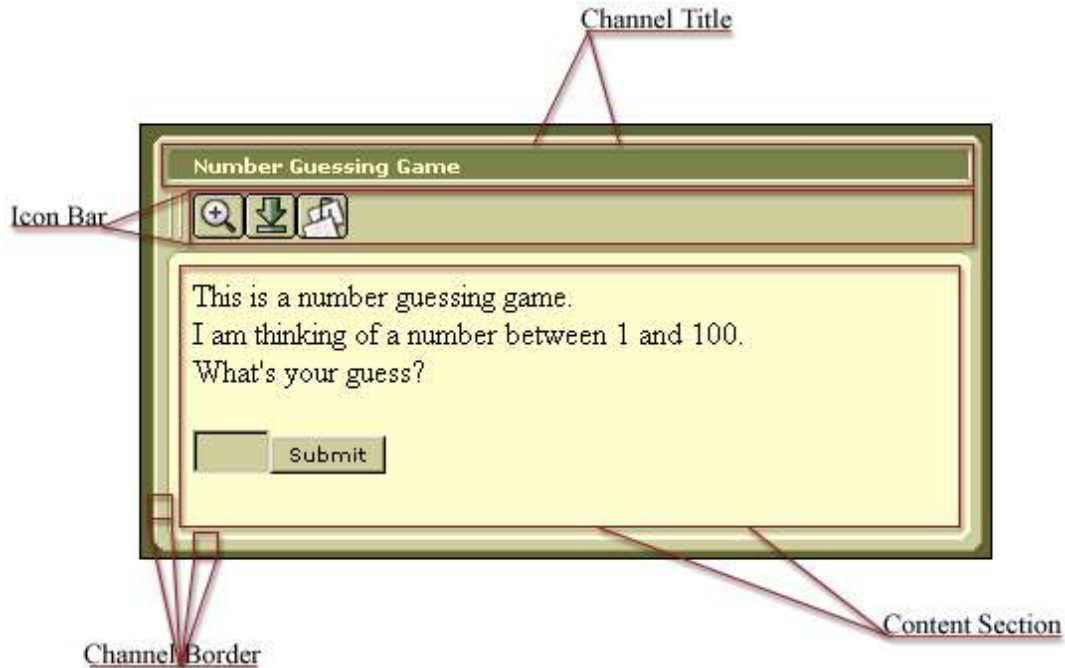 Channel Title
Number Guessing Game
Icon Bar
This is a number guessing game.
I am thinking of a number between 1 and 100.
What's your guess?
Submit
Content Section
Channel Border